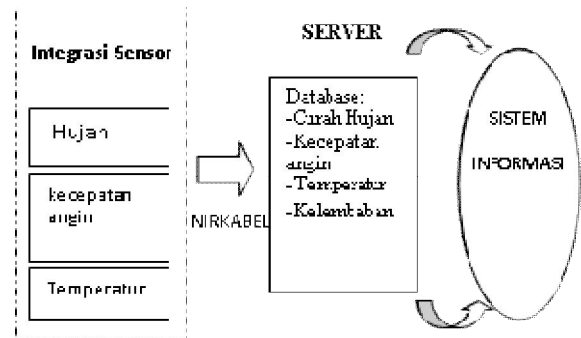 Integrasi Sensor
Hujan
kecepatan
angin
Temperatur
NIRKABEL
SERVER
Database:
-Curah Hujan
-Kecepatan
angin
-Temperatur
-Kelembaban
SISTEM
INFORMASI